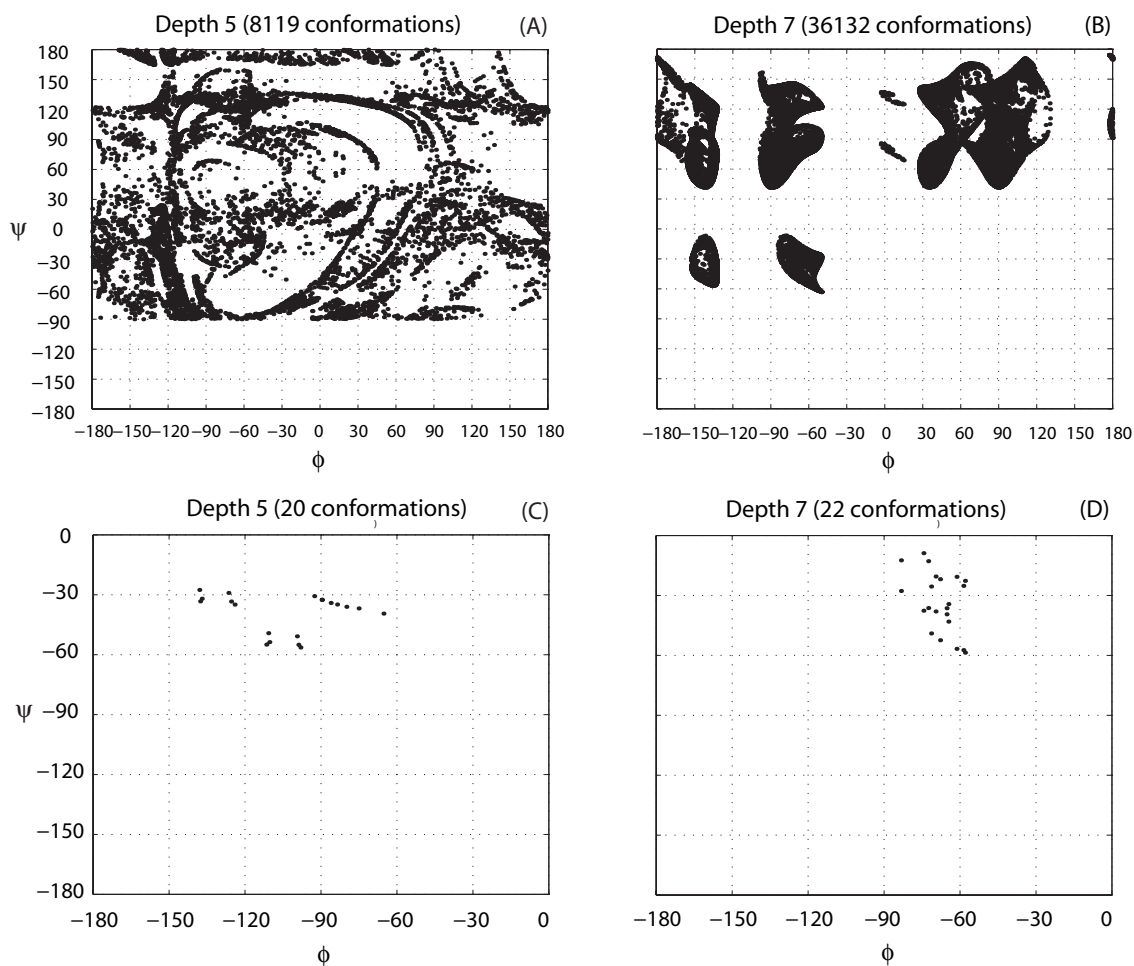 Depth 5 (8119 conformations) (A)
180
150
120
90
60
30
ψ 0
−30
−60
−90
−120
−150
−180
−180−150−120 −90 −60 −30 0 30 60 90 120 150 180
ϕ
Depth 7 (36132 conformations) (B)
−180−150−120 −90 −60 −30 0 30 60 90 120 150 180
ϕ
Depth 5 (20 conformations) (C)
)
0
−30
−60
ψ −90
−120
−150
−180
−180 −150 −120 −90 −60 −30 0
ϕ
Depth 7 (22 conformations) (D)
)
−180 −150 −120 −90 −60 −30 0
ϕ